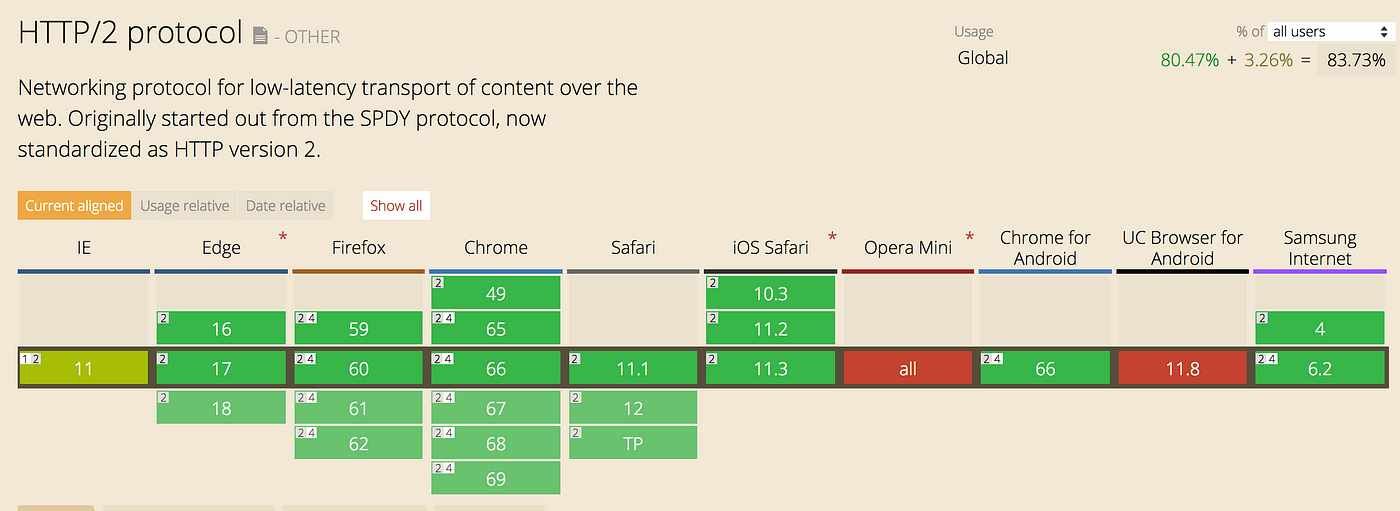 HTTP/2 protocol - OTHER
Usage % of all users
Global 80.47% + 3.26% = 83.73%
Networking protocol for low-latency transport of content over the
web. Originally started out from the SPDY protocol, now
standardized as HTTP version 2.
Current aligned Usage relative Date relative Show all
IE Edge * Firefox Chrome Safari iOS Safari * Opera Mini * Chrome for Android UC Browser for Android Samsung Internet
2 49 2 10.3
2 16 2 4 59 2 4 65 2 11.2 2 4
1 2 11 2 17 2 4 60 2 4 66 2 11.1 2 11.3 all 2 4 66 11.8 2 4 6.2
2 18 2 4 61 2 4 67 2 12
2 4 62 2 4 68 2 TP
2 4 69